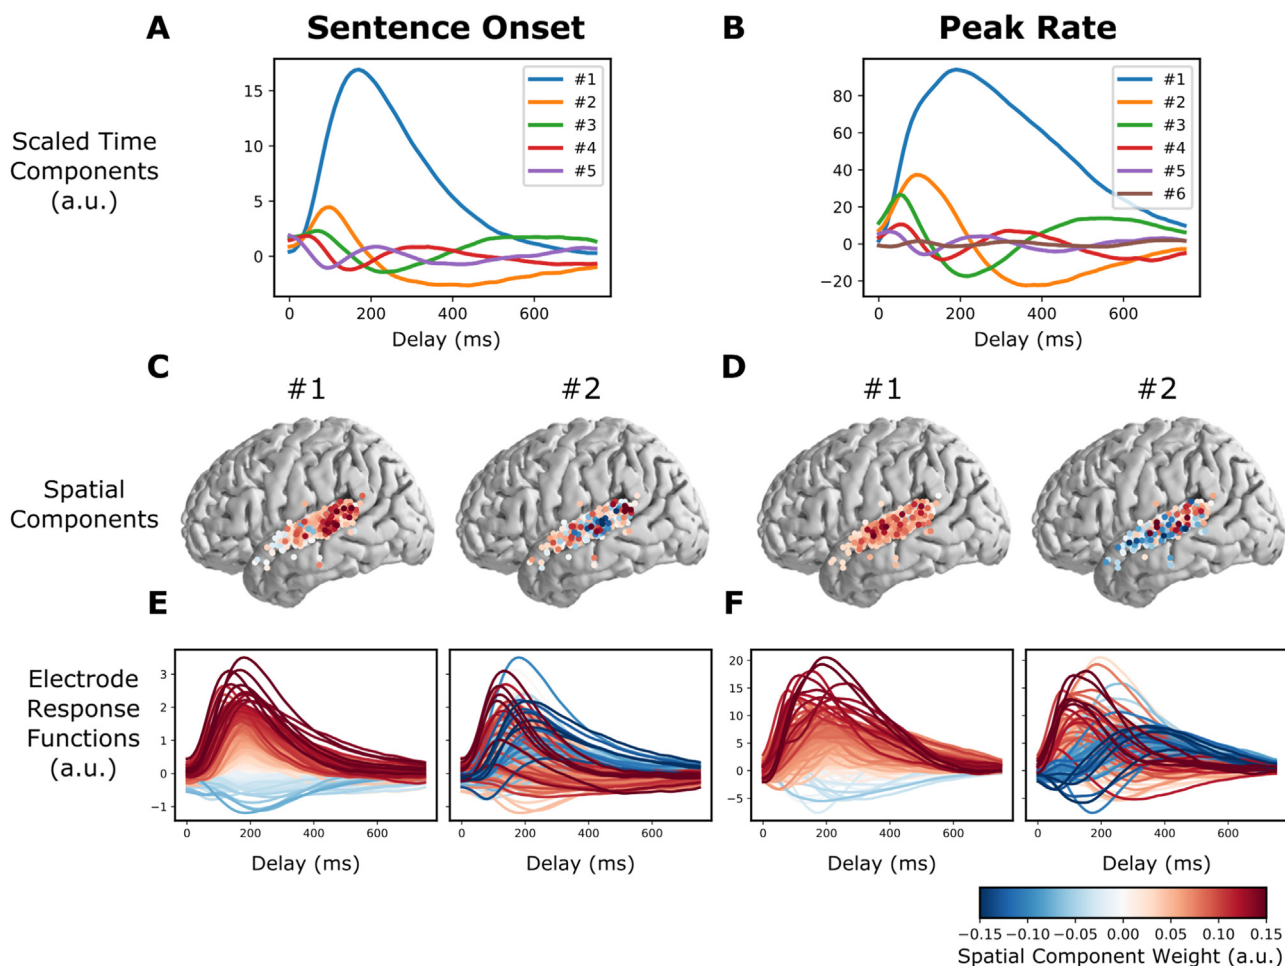 A Sentence Onset
B Peak Rate
Scaled Time
Components
(a.u.)
15
10
5
0
#1
#2
#3
#4
#5
0 200 400 600
Delay (ms)
80
60
40
20
0
−20
#1
#2
#3
#4
#5
#6
0 200 400 600
Delay (ms)
C
#1 #2
D
#1 #2
Spatial
Components
E
F
Electrode
Response
Functions
(a.u.)
3
2
1
0
−1
0 200 400 600
Delay (ms)
0 200 400 600
Delay (ms)
20
15
10
5
0
−5
0 200 400 600
Delay (ms)
0 200 400 600
Delay (ms)
−0.15 −0.10 −0.05 0.00 0.05 0.10 0.15
Spatial Component Weight (a.u.)